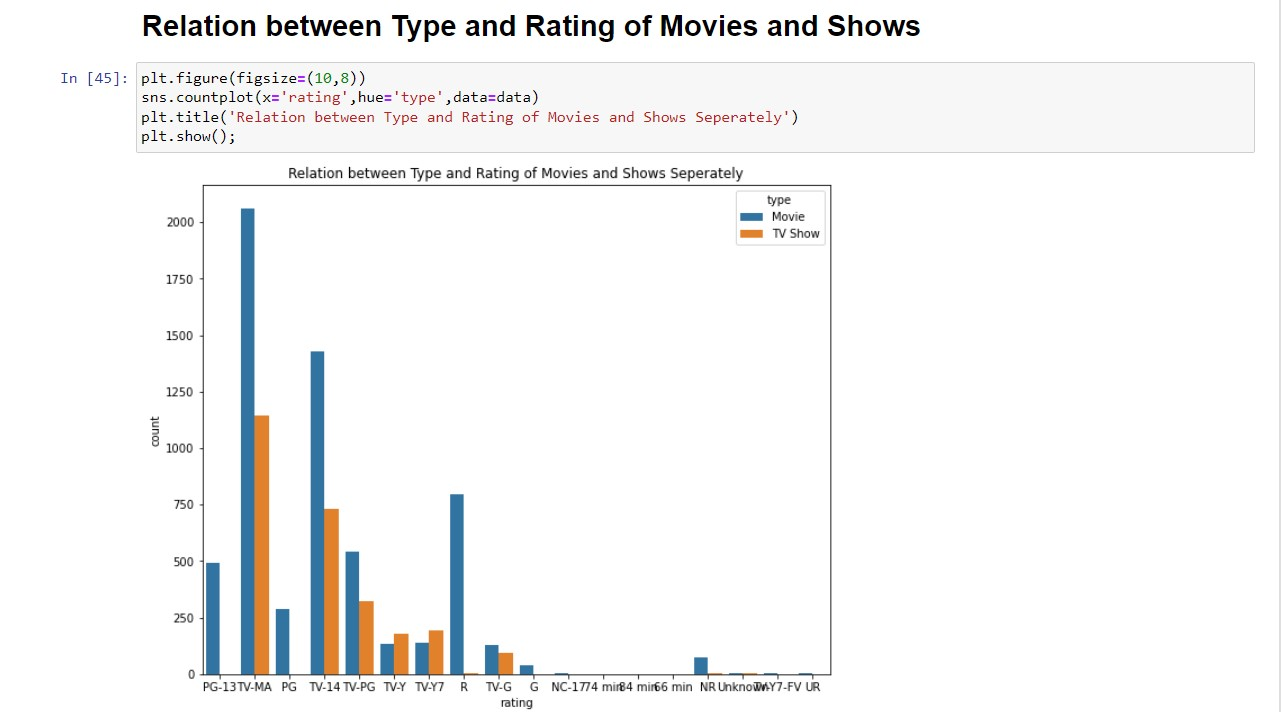 Relation between Type and Rating of Movies and Shows
In [45]: plt.figure(figsize=(10,8))
sns.countplot(x='rating',hue='type',data=data)
plt.title('Relation between Type and Rating of Movies and Shows Seperately')
plt.show();
Relation between Type and Rating of Movies and Shows Seperately
type
Movie
TV Show
2000
1750
1500
1250
1000
750
500
250
0
count
PG-13 TV-MA PG TV-14 TV-PG TV-Y TV-Y7 R TV-G G NC-17 74 min 84 min 66 min NR Unknown TV-Y7-FV UR
rating